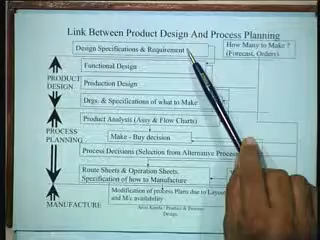 Link Between Product Design And Process Planning
Design Specifications & Requirement
How Many to Make ?
(Forecast, Orders)
Functional Design
PRODUCT
DESIGN
Production Design
Drgs. & Specifications of what to Make
Product Analysis (Assy & Flow Charts)
PROCESS
PLANNING
Make - Buy decision
Process Decisions (Selection from Alternative
Route Sheets & Operation Sheets.
Specification of how to Manufacture
MANUFACTURE
Modification of process Plans due to Layout
and M/c availability
Product & Process
Design